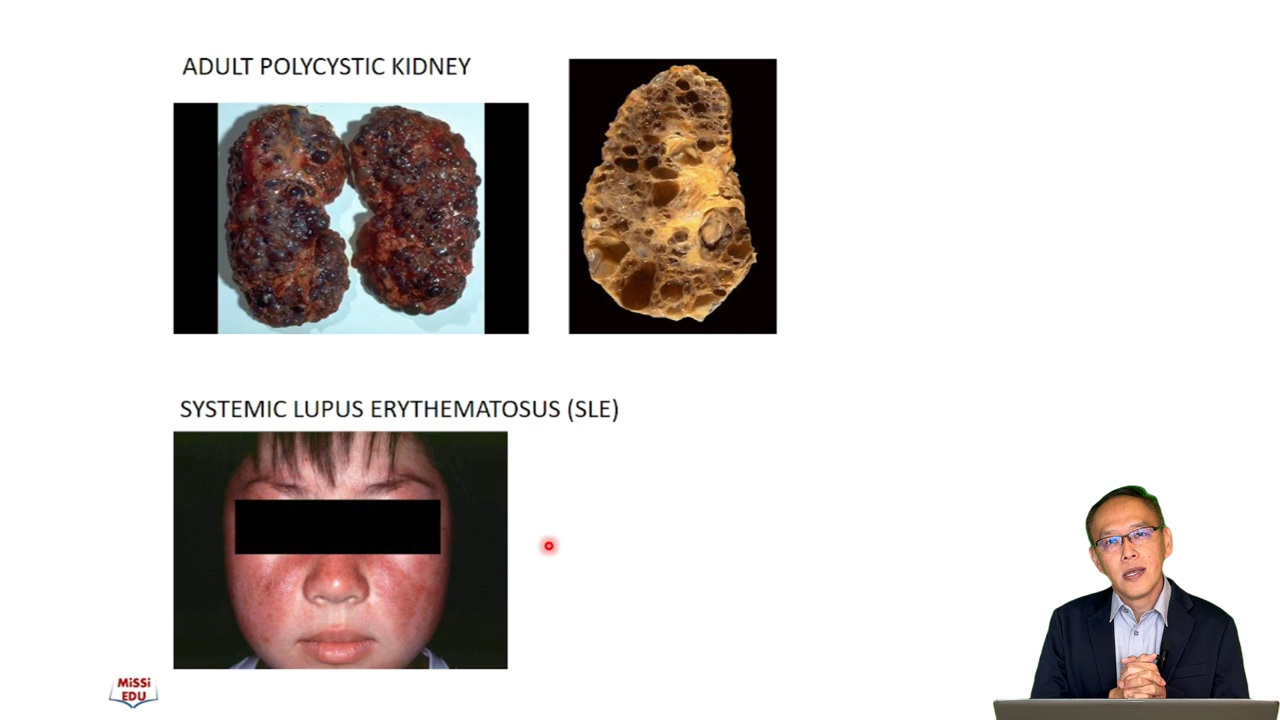 ADULT POLYCYSTIC KIDNEY
SYSTEMIC LUPUS ERYTHEMATOSUS (SLE)
MiSSi
EDU